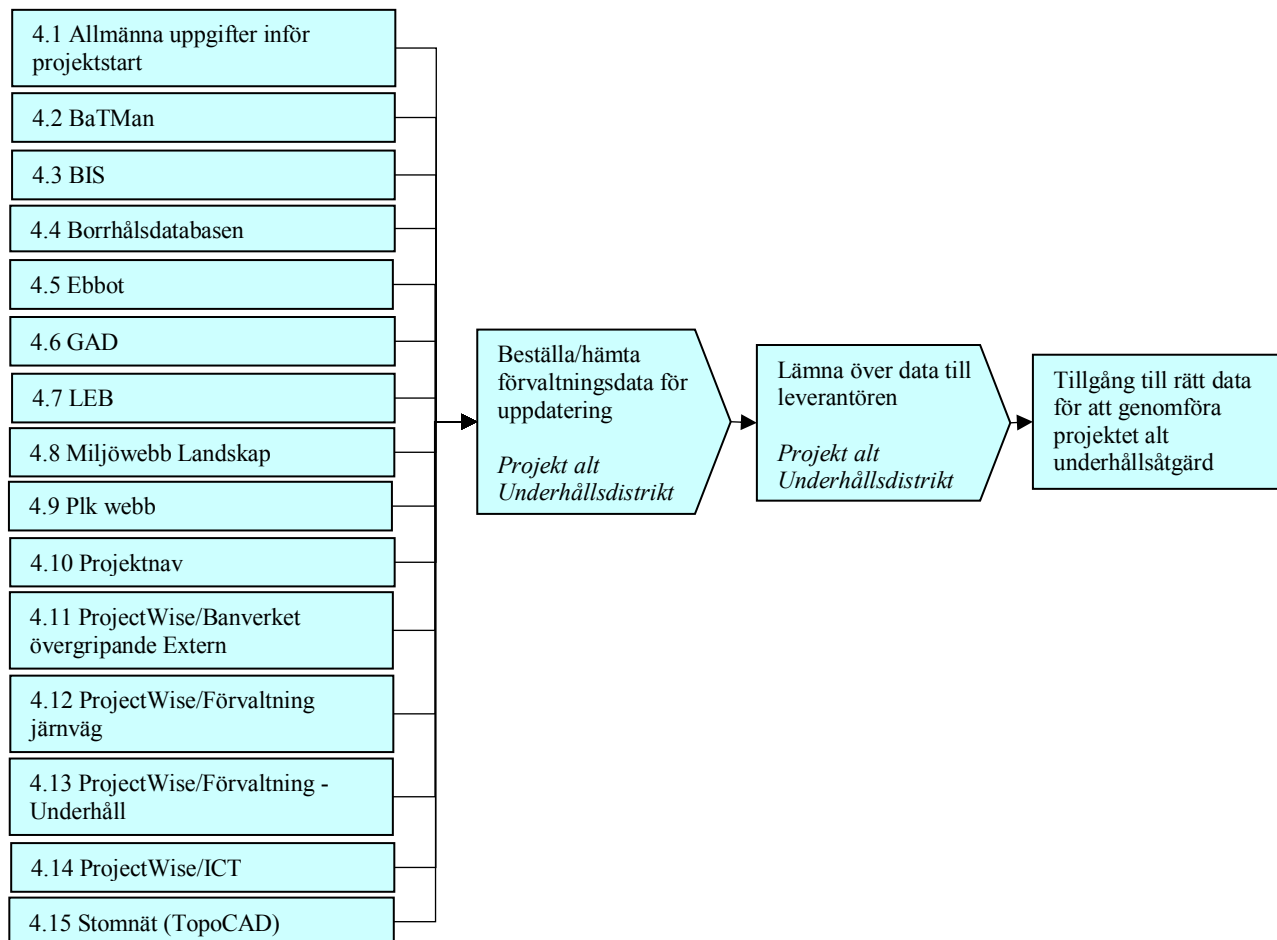 4.1 Allmänna uppgifter inför
projektstart
4.2 BaTMan
4.3 BIS
4.4 Borrhålsdatabasen
4.5 Ebbot
4.6 GAD
4.7 LEB
4.8 Miljöwebb Landskap
4.9 Plk webb
4.10 Projektnav
4.11 ProjectWise/Banverket
övergripande Extern
4.12 ProjectWise/Förvaltning
järnväg
4.13 ProjectWise/Förvaltning -
Underhåll
4.14 ProjectWise/ICT
4.15 Stomnät (TopoCAD)
Beställa/hämta
förvaltningsdata för
uppdatering
Projekt alt
Underhållsdistrikt
Lämna över data till
leverantören
Projekt alt
Underhållsdistrikt
Tillgång till rätt data
för att genomföra
projektet alt
underhållsåtgärd